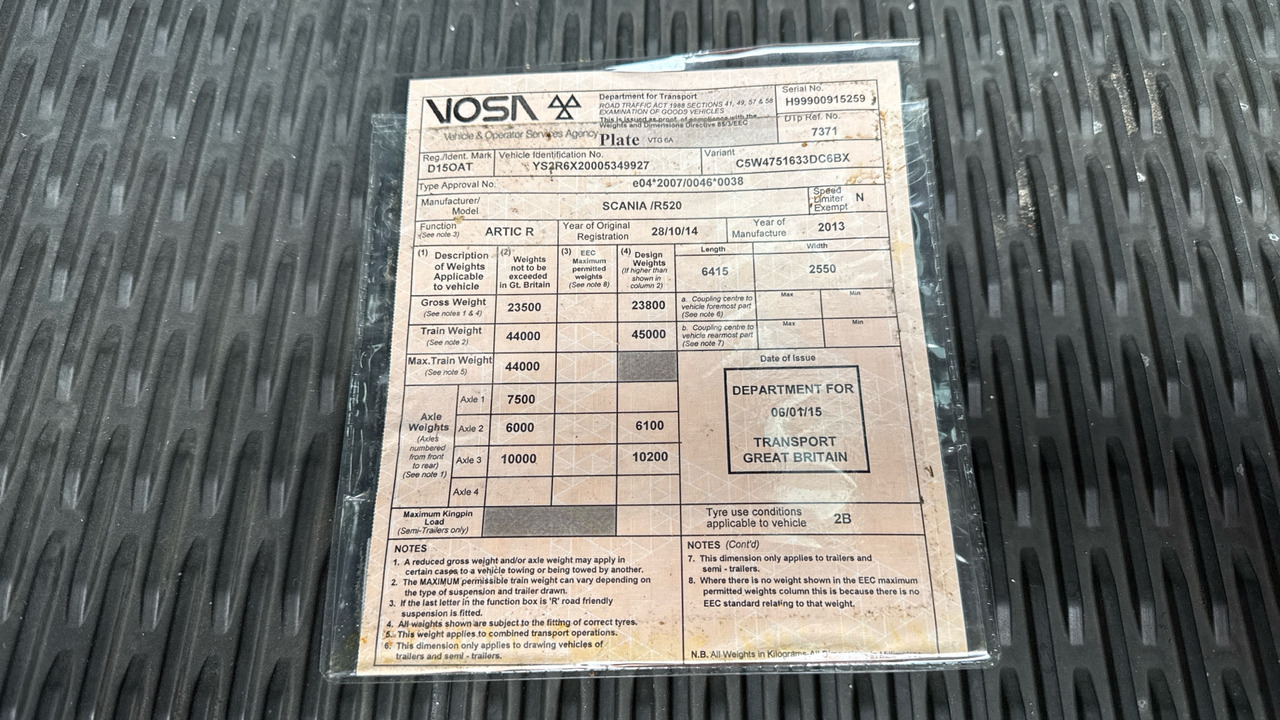 VOSA
Vehicle & Operator Services Agency
Department for Transport
ROAD TRAFFIC ACT 1988 SECTIONS 41, 49, 57 & 58
EXAMINATION OF GOODS VEHICLES
This is issued as proof of compliance with the
Weights and Dimensions Directive 85/3/EEC
Plate VTG 6A
Serial No.
H99900915259
DTp Ref. No.
7371
Reg./Ident. Mark
D15OAT
Vehicle Identification No.
YS2R6X20005349927
Variant
C5W4751633DC6BX
Type Approval No.
e04*2007/0046*0038
Manufacturer/
Model
SCANIA /R520
Speed
Limiter
Exempt
N
Function
(See note 3)
ARTIC R
Year of Original
Registration
28/10/14
Year of
Manufacture
2013
(1) Description
of Weights
Applicable
to vehicle
(2) Weights
not to be
exceeded
in Gt. Britain
(3) EEC
Maximum
permitted
weights
(See note 8)
(4) Design
Weights
(If higher than
shown in
column 2)
Length
6415
Width
2550
Gross Weight
(See notes 1 & 4)
23500
23800
a. Coupling centre to
vehicle foremost part
(See note 6)
Max
Min
Train Weight
(See note 2)
44000
45000
b. Coupling centre to
vehicle rearmost part
(See note 7)
Max
Min
Max.Train Weight
(See note 5)
44000
Axle
Weights
(Axles
numbered
from front
to rear)
(See note 1)
Axle 1
7500
Axle 2
6000
6100
Axle 3
10000
10200
Axle 4
Date of Issue
DEPARTMENT FOR
06/01/15
TRANSPORT
GREAT BRITAIN
Maximum Kingpin
Load
(Semi-Trailers only)
Tyre use conditions
applicable to vehicle
2B
NOTES
1. A reduced gross weight and/or axle weight may apply in
certain cases to a vehicle towing or being towed by another.
2. The MAXIMUM permissible train weight can vary depending on
the type of suspension and trailer drawn.
3. If the last letter in the function box is 'R' road friendly
suspension is fitted.
4. All weights shown are subject to the fitting of correct tyres.
5. This weight applies to combined transport operations.
6. This dimension only applies to drawing vehicles of
trailers and semi - trailers.
NOTES (Cont'd)
7. This dimension only applies to trailers and
semi - trailers.
8. Where there is no weight shown in the EEC maximum
permitted weights column this is because there is no
EEC standard relating to that weight.
N.B. All Weights in Kilograms All